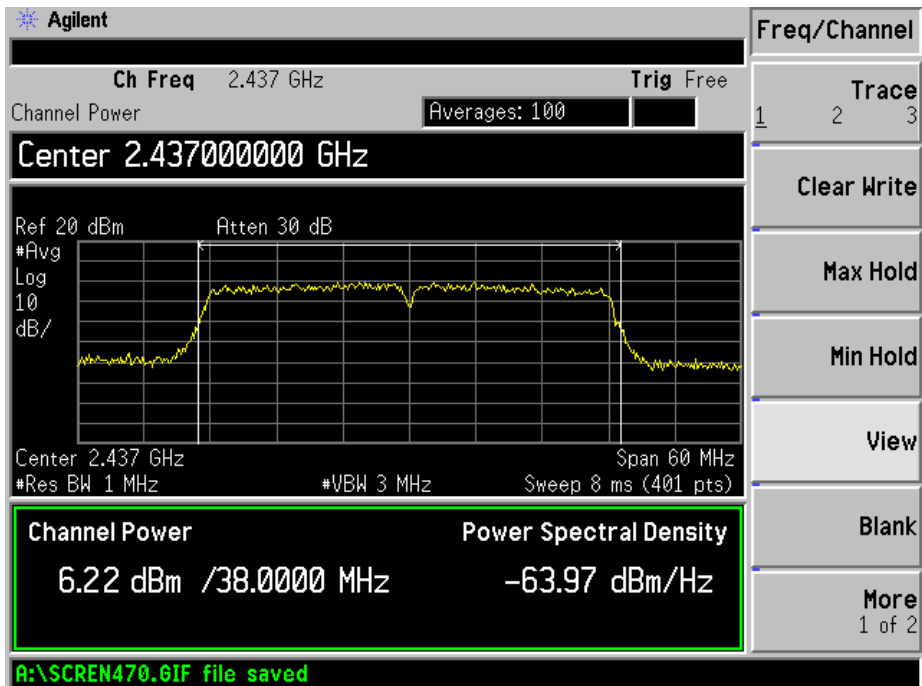 Agilent
Freq/Channel
Ch Freq 2.437 GHz Trig Free
Channel Power Averages: 100
Center 2.437000000 GHz
Ref 20 dBm Atten 30 dB
#Avg
Log
10
dB/
Center 2.437 GHz Span 60 MHz
#Res BW 1 MHz #VBW 3 MHz Sweep 8 ms (401 pts)
Channel Power Power Spectral Density
6.22 dBm /38.0000 MHz -63.97 dBm/Hz
A:\SCREN470.GIF file saved
Trace
1 2 3
Clear Write
Max Hold
Min Hold
View
Blank
More
1 of 2